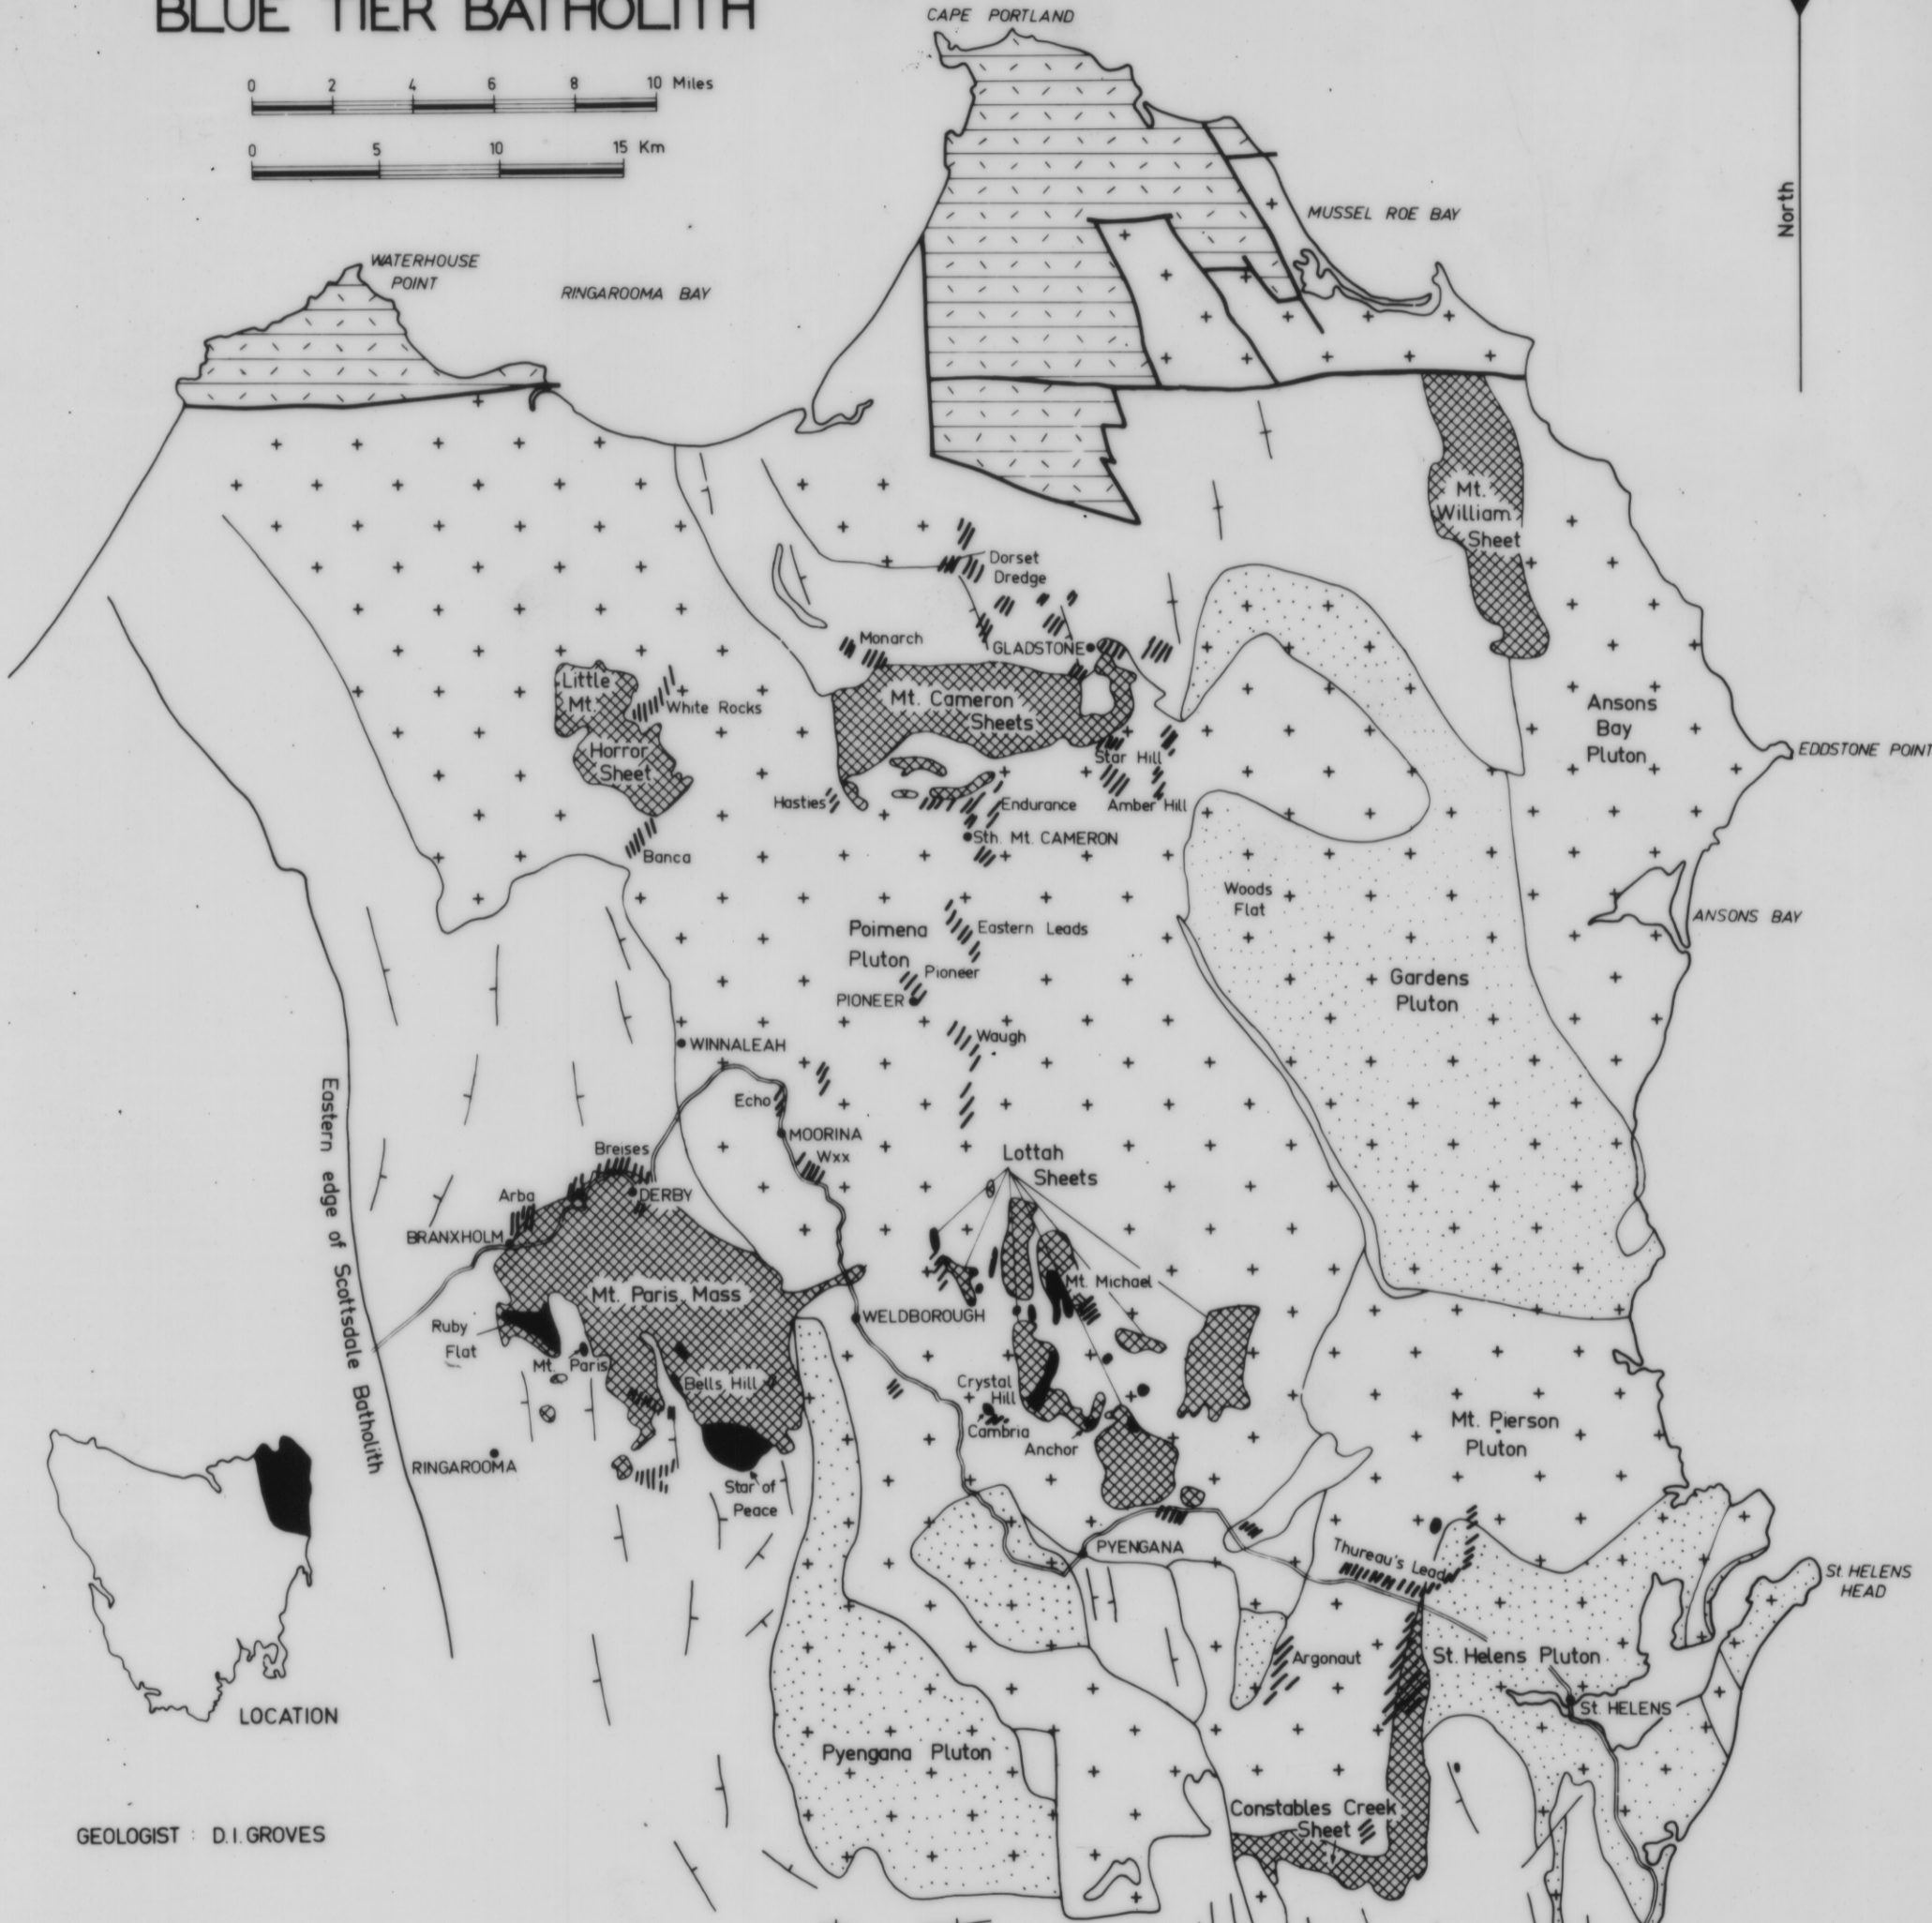 BLUE TIER BATHOLITH
0 2 4 6 8 10 Miles
0 5 10 15 Km
CAPE PORTLAND
North
MUSSEL ROE BAY
WATERHOUSE
POINT
RINGAROOMA BAY
Mt.
William
Sheet
Dorset
Dredge
Monarch
GLADSTONE
Little
Mt.
Horror
Sheet
White Rocks
Mt. Cameron
Sheets
Ansons
Bay
Pluton
EDDSTONE POINT
Star Hill
Hasties
Endurance
Amber Hill
Sth. Mt. CAMERON
Banca
Woods
Flat
ANSONS BAY
Poimena
Pluton
Eastern Leads
Pioneer
PIONEER
Gardens
Pluton
WINNALEAH
Waugh
Echo
MOORINA
Wxx
Eastern edge of Scottsdale Batholith
Breises
Lottah
Sheets
Arba
DERBY
BRANXHOLM
Mt. Paris Mass
Mt. Michael
WELDBOROUGH
Ruby
Flat
Mt. Paris
Bells Hill
Crystal
Hill
Cambria
Anchor
Mt. Pierson
Pluton
RINGAROOMA
Star of
Peace
PYENGANA
Thureau's Lead
St. HELENS
HEAD
Argonaut
St. Helens Pluton
St. HELENS
LOCATION
Pyengana Pluton
Constables Creek
Sheet
GEOLOGIST : D. I. GROVES